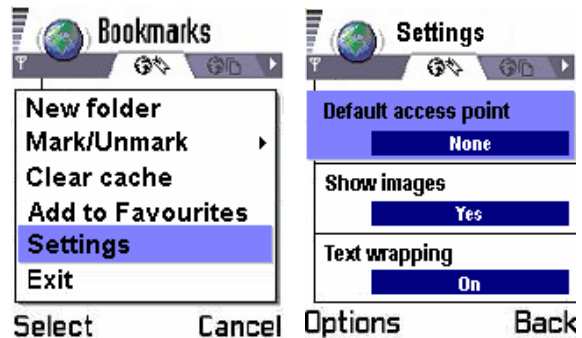 Bookmarks
New folder
Mark/Unmark
Clear cache
Add to Favourites
Settings
Exit
Select Cancel
Settings
Default access point
None
Show images
Yes
Text wrapping
On
Options Back